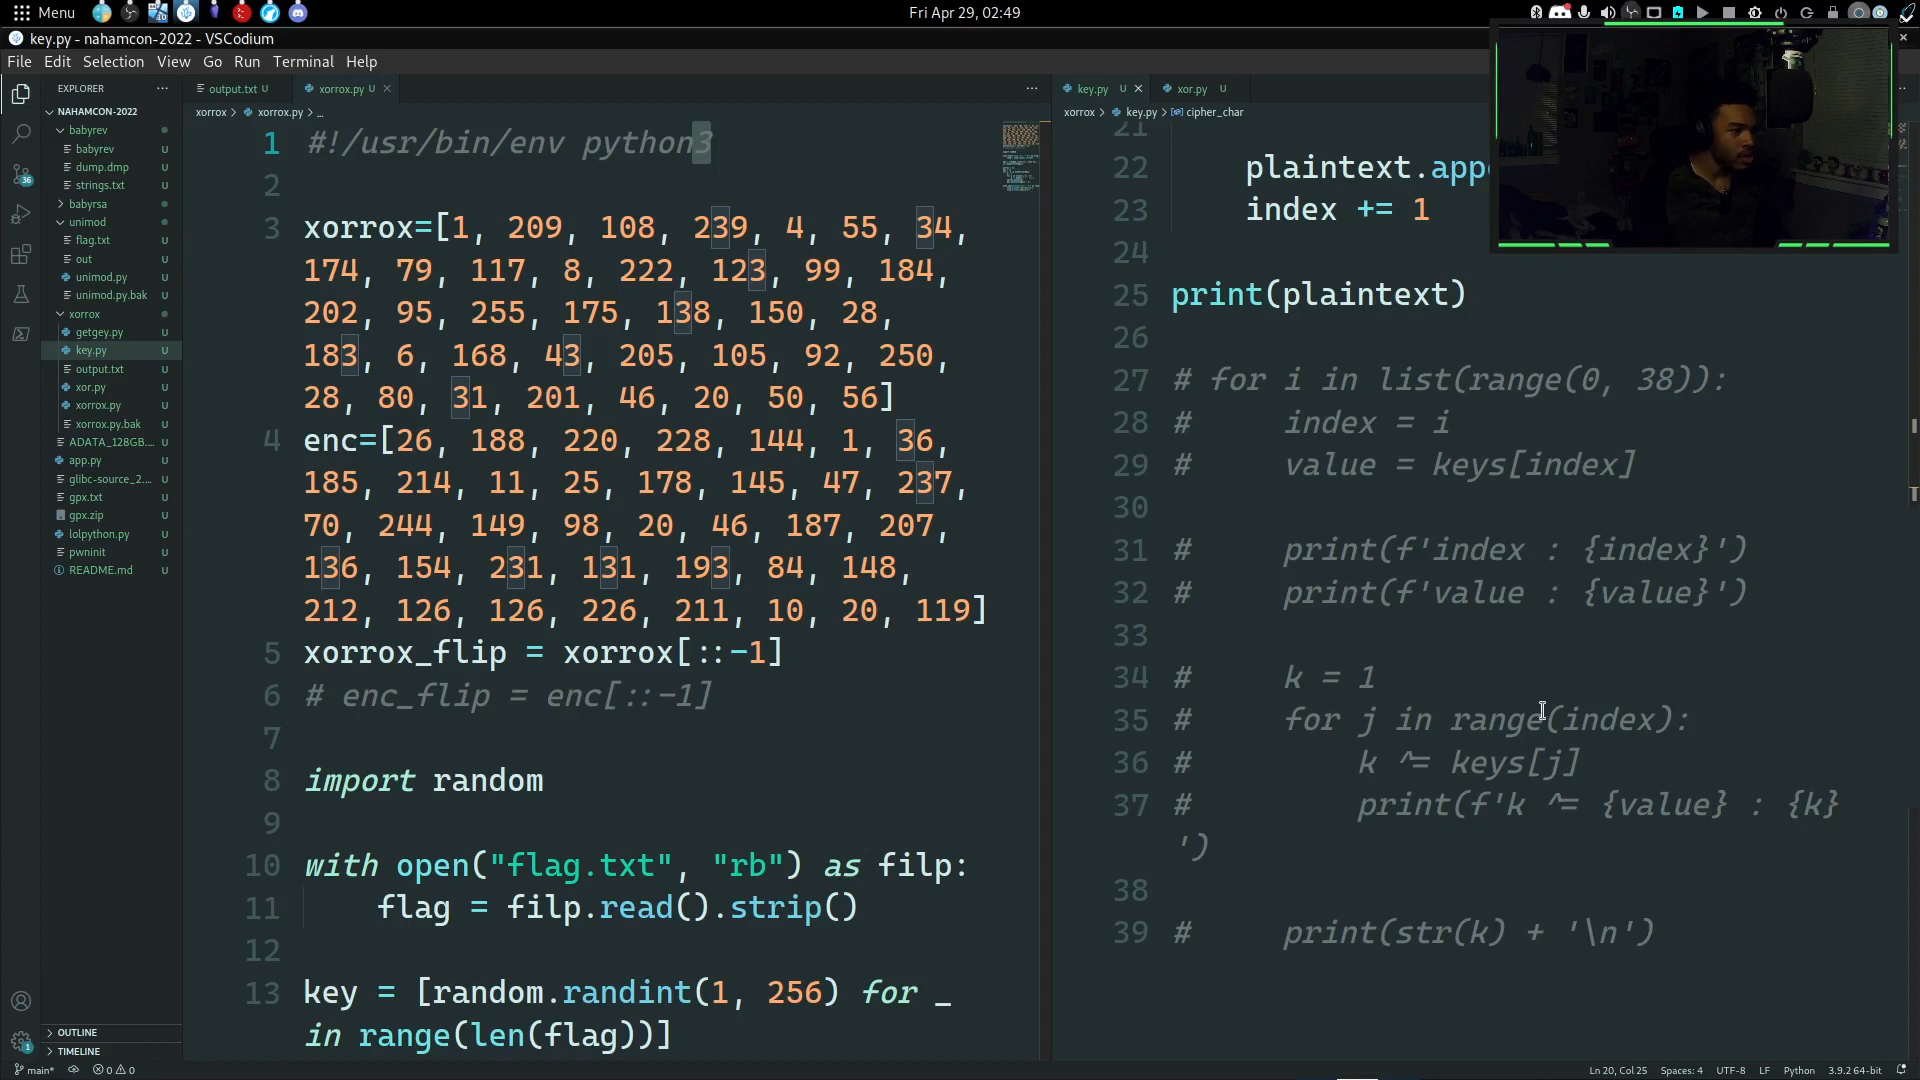 Menu
Fri Apr 29, 02:49
key.py - nahamcon-2022 - VSCodium
File Edit Selection View Go Run Terminal Help
EXPLORER ···
NAHAMCON-2022
babyrev
babyrev U
dump.dmp U
strings.txt U
babyrsa
unimod
flag.txt U
out U
unimod.py U
unimod.py.bak U
xorrox
getgey.py U
key.py U
output.txt U
xor.py U
xorrox.py U
xorrox.py.bak U
ADATA_128GB... U
app.py U
glibc-source_2.... U
gpx.txt U
gpx.zip U
lolpython.py U
pwninit U
README.md U
OUTLINE
TIMELINE
36
1
output.txt U xorrox.py U ×
xorrox > xorrox.py > ...
1 #!/usr/bin/env python3
2
3 xorrox=[1, 209, 108, 239, 4, 55, 34,
174, 79, 117, 8, 222, 123, 99, 184,
202, 95, 255, 175, 138, 150, 28,
183, 6, 168, 43, 205, 105, 92, 250,
28, 80, 31, 201, 46, 20, 50, 56]
4 enc=[26, 188, 220, 228, 144, 1, 36,
185, 214, 11, 25, 178, 145, 47, 237,
70, 244, 149, 98, 20, 46, 187, 207,
136, 154, 231, 131, 193, 84, 148,
212, 126, 126, 226, 211, 10, 20, 119]
5 xorrox_flip = xorrox[::-1]
6 # enc_flip = enc[::-1]
7
8 import random
9
10 with open("flag.txt", "rb") as filp:
11 flag = filp.read().strip()
12
13 key = [random.randint(1, 256) for _
in range(len(flag))]
key.py U × xor.py U
xorrox > key.py > cipher_char
21
22 plaintext.appe
23 index += 1
24
25 print(plaintext)
26
27 # for i in list(range(0, 38)):
28 # index = i
29 # value = keys[index]
30
31 # print(f'index : {index}')
32 # print(f'value : {value}')
33
34 # k = 1
35 # for j in range(index):
36 # k ^= keys[j]
37 # print(f'k ^= {value} : {k}
')
38
39 # print(str(k) + '\n')
main* 0 0 Ln 20, Col 25 Spaces: 4 UTF-8 LF Python 3.9.2 64-bit